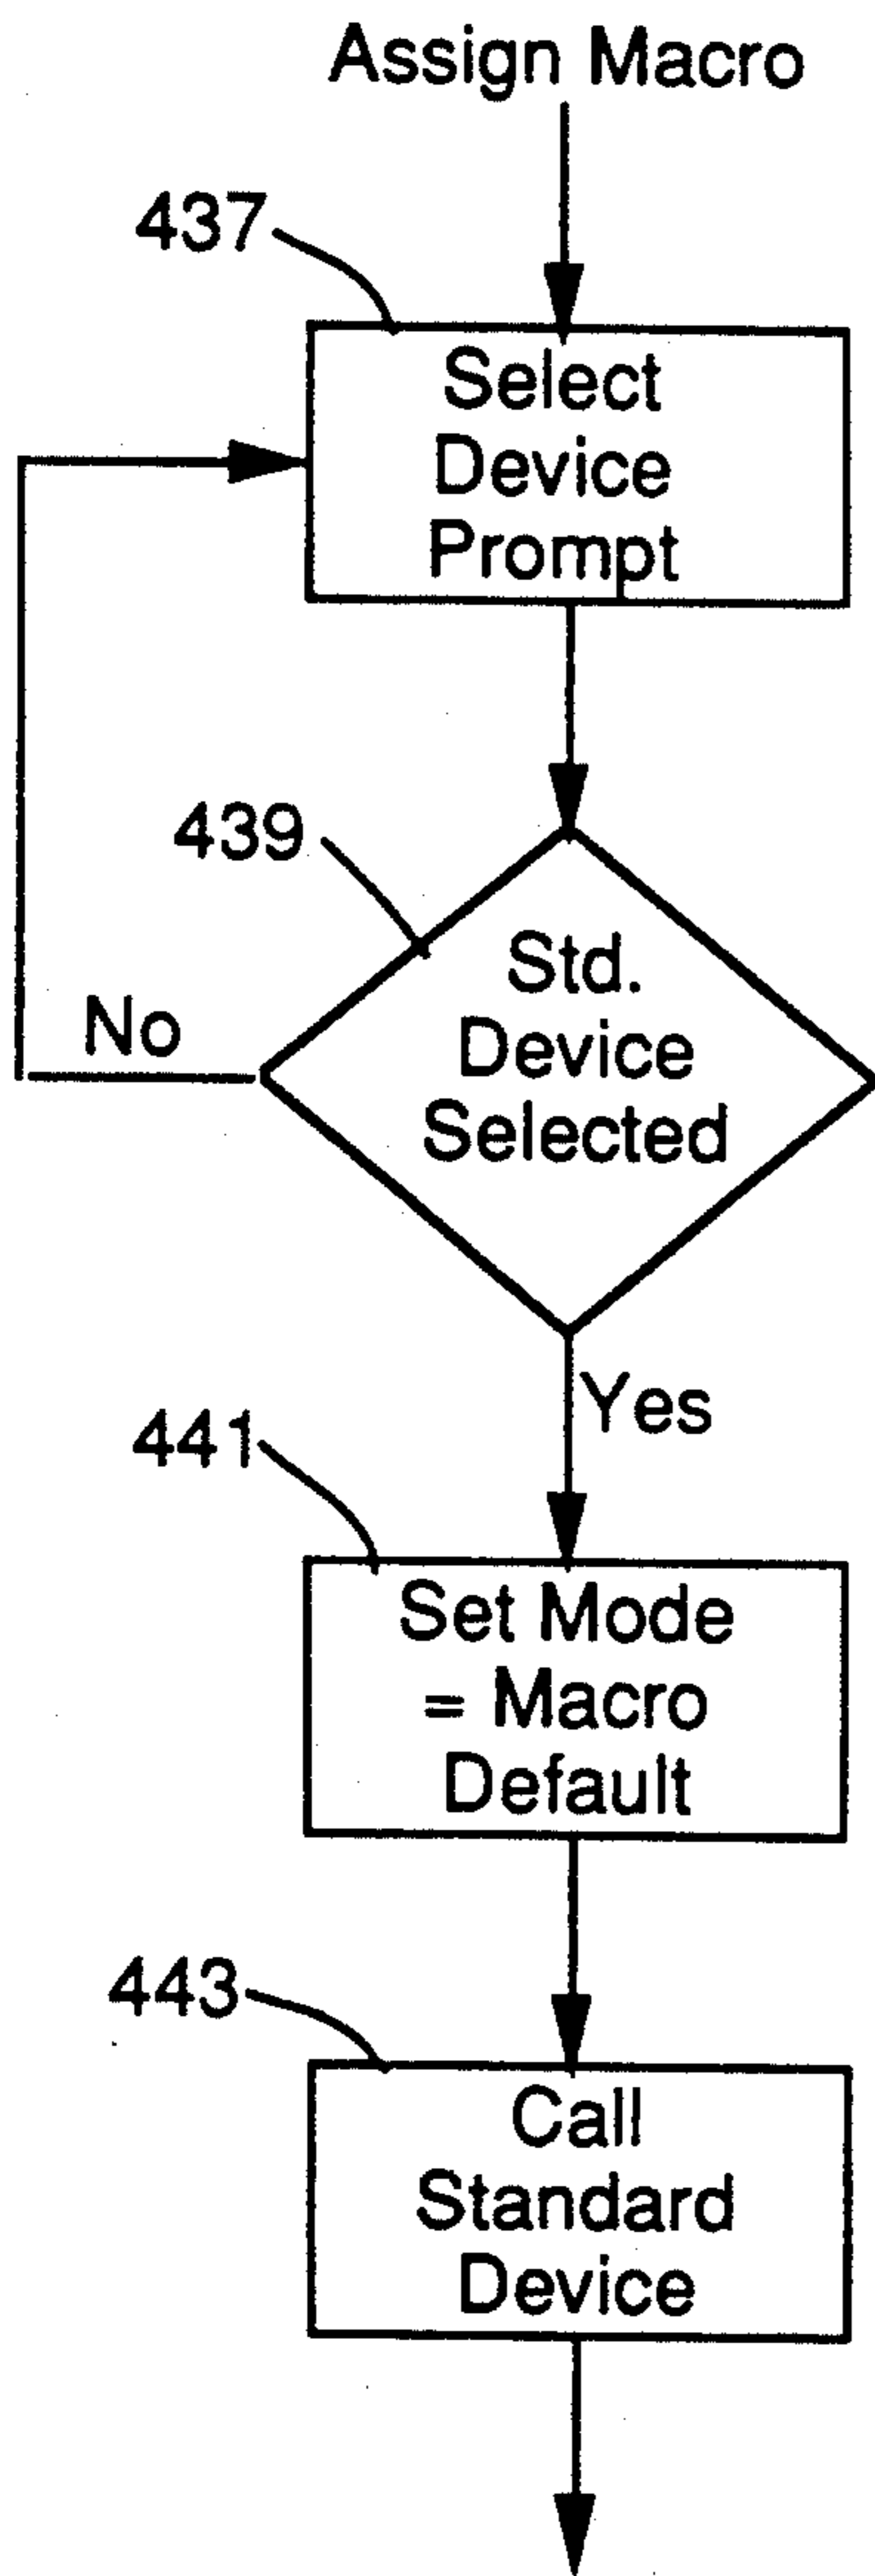 Assign Macro
437
Select
Device
Prompt
439
Std.
Device
Selected
No
Yes
441
Set Mode
= Macro
Default
443
Call
Standard
Device